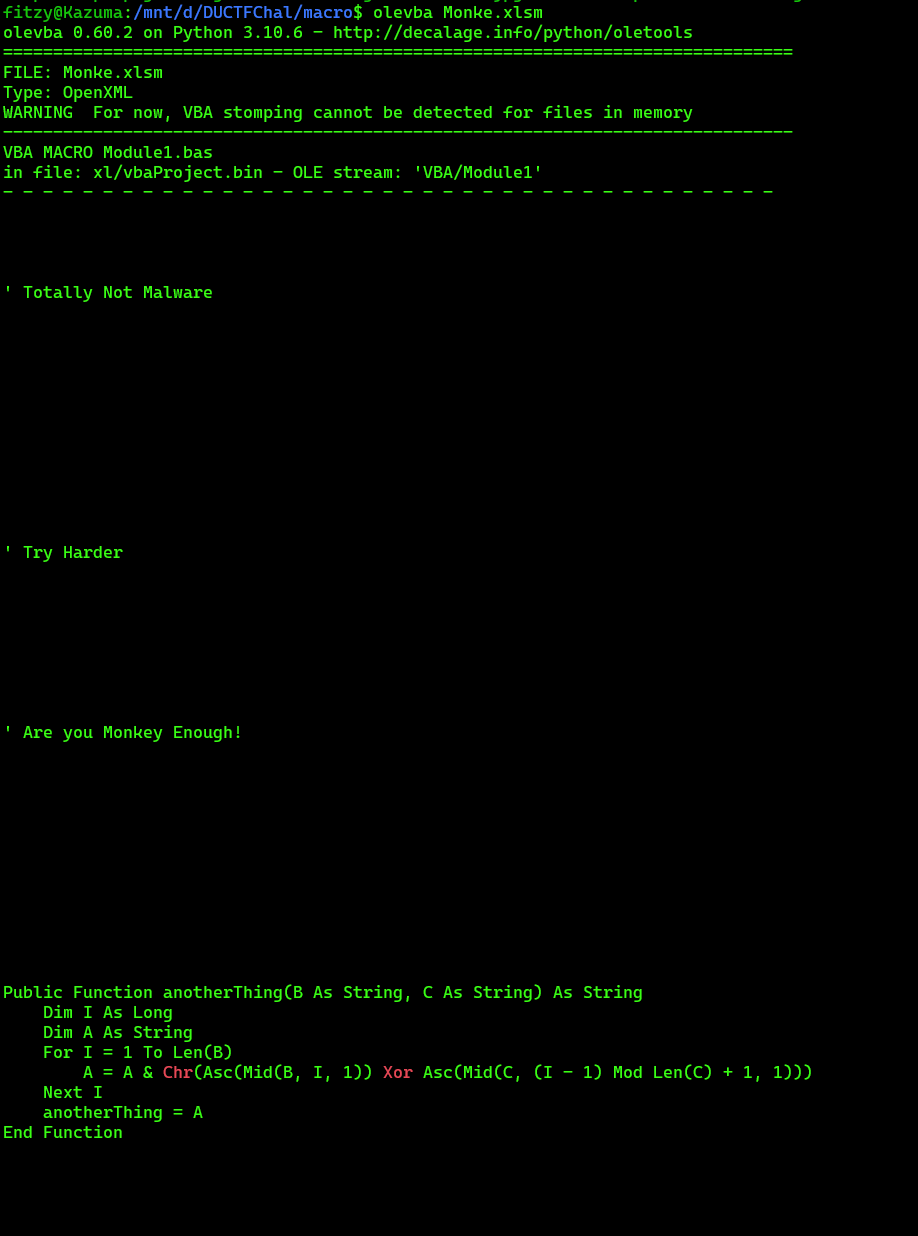 fitzy@Kazuma:/mnt/d/DUCTFChal/macro$ olevba Monke.xlsm
olevba 0.60.2 on Python 3.10.6 - http://decalage.info/python/oletools
===============================================================================
FILE: Monke.xlsm
Type: OpenXML
WARNING  For now, VBA stomping cannot be detected for files in memory
-------------------------------------------------------------------------------
VBA MACRO Module1.bas
in file: xl/vbaProject.bin - OLE stream: 'VBA/Module1'
- - - - - - - - - - - - - - - - - - - - - - - - - - - - - - - - - - - - - - -
' Totally Not Malware
' Try Harder
' Are you Monkey Enough!
Public Function anotherThing(B As String, C As String) As String
    Dim I As Long
    Dim A As String
    For I = 1 To Len(B)
        A = A & Chr(Asc(Mid(B, I, 1)) Xor Asc(Mid(C, (I - 1) Mod Len(C) + 1, 1)))
    Next I
    anotherThing = A
End Function